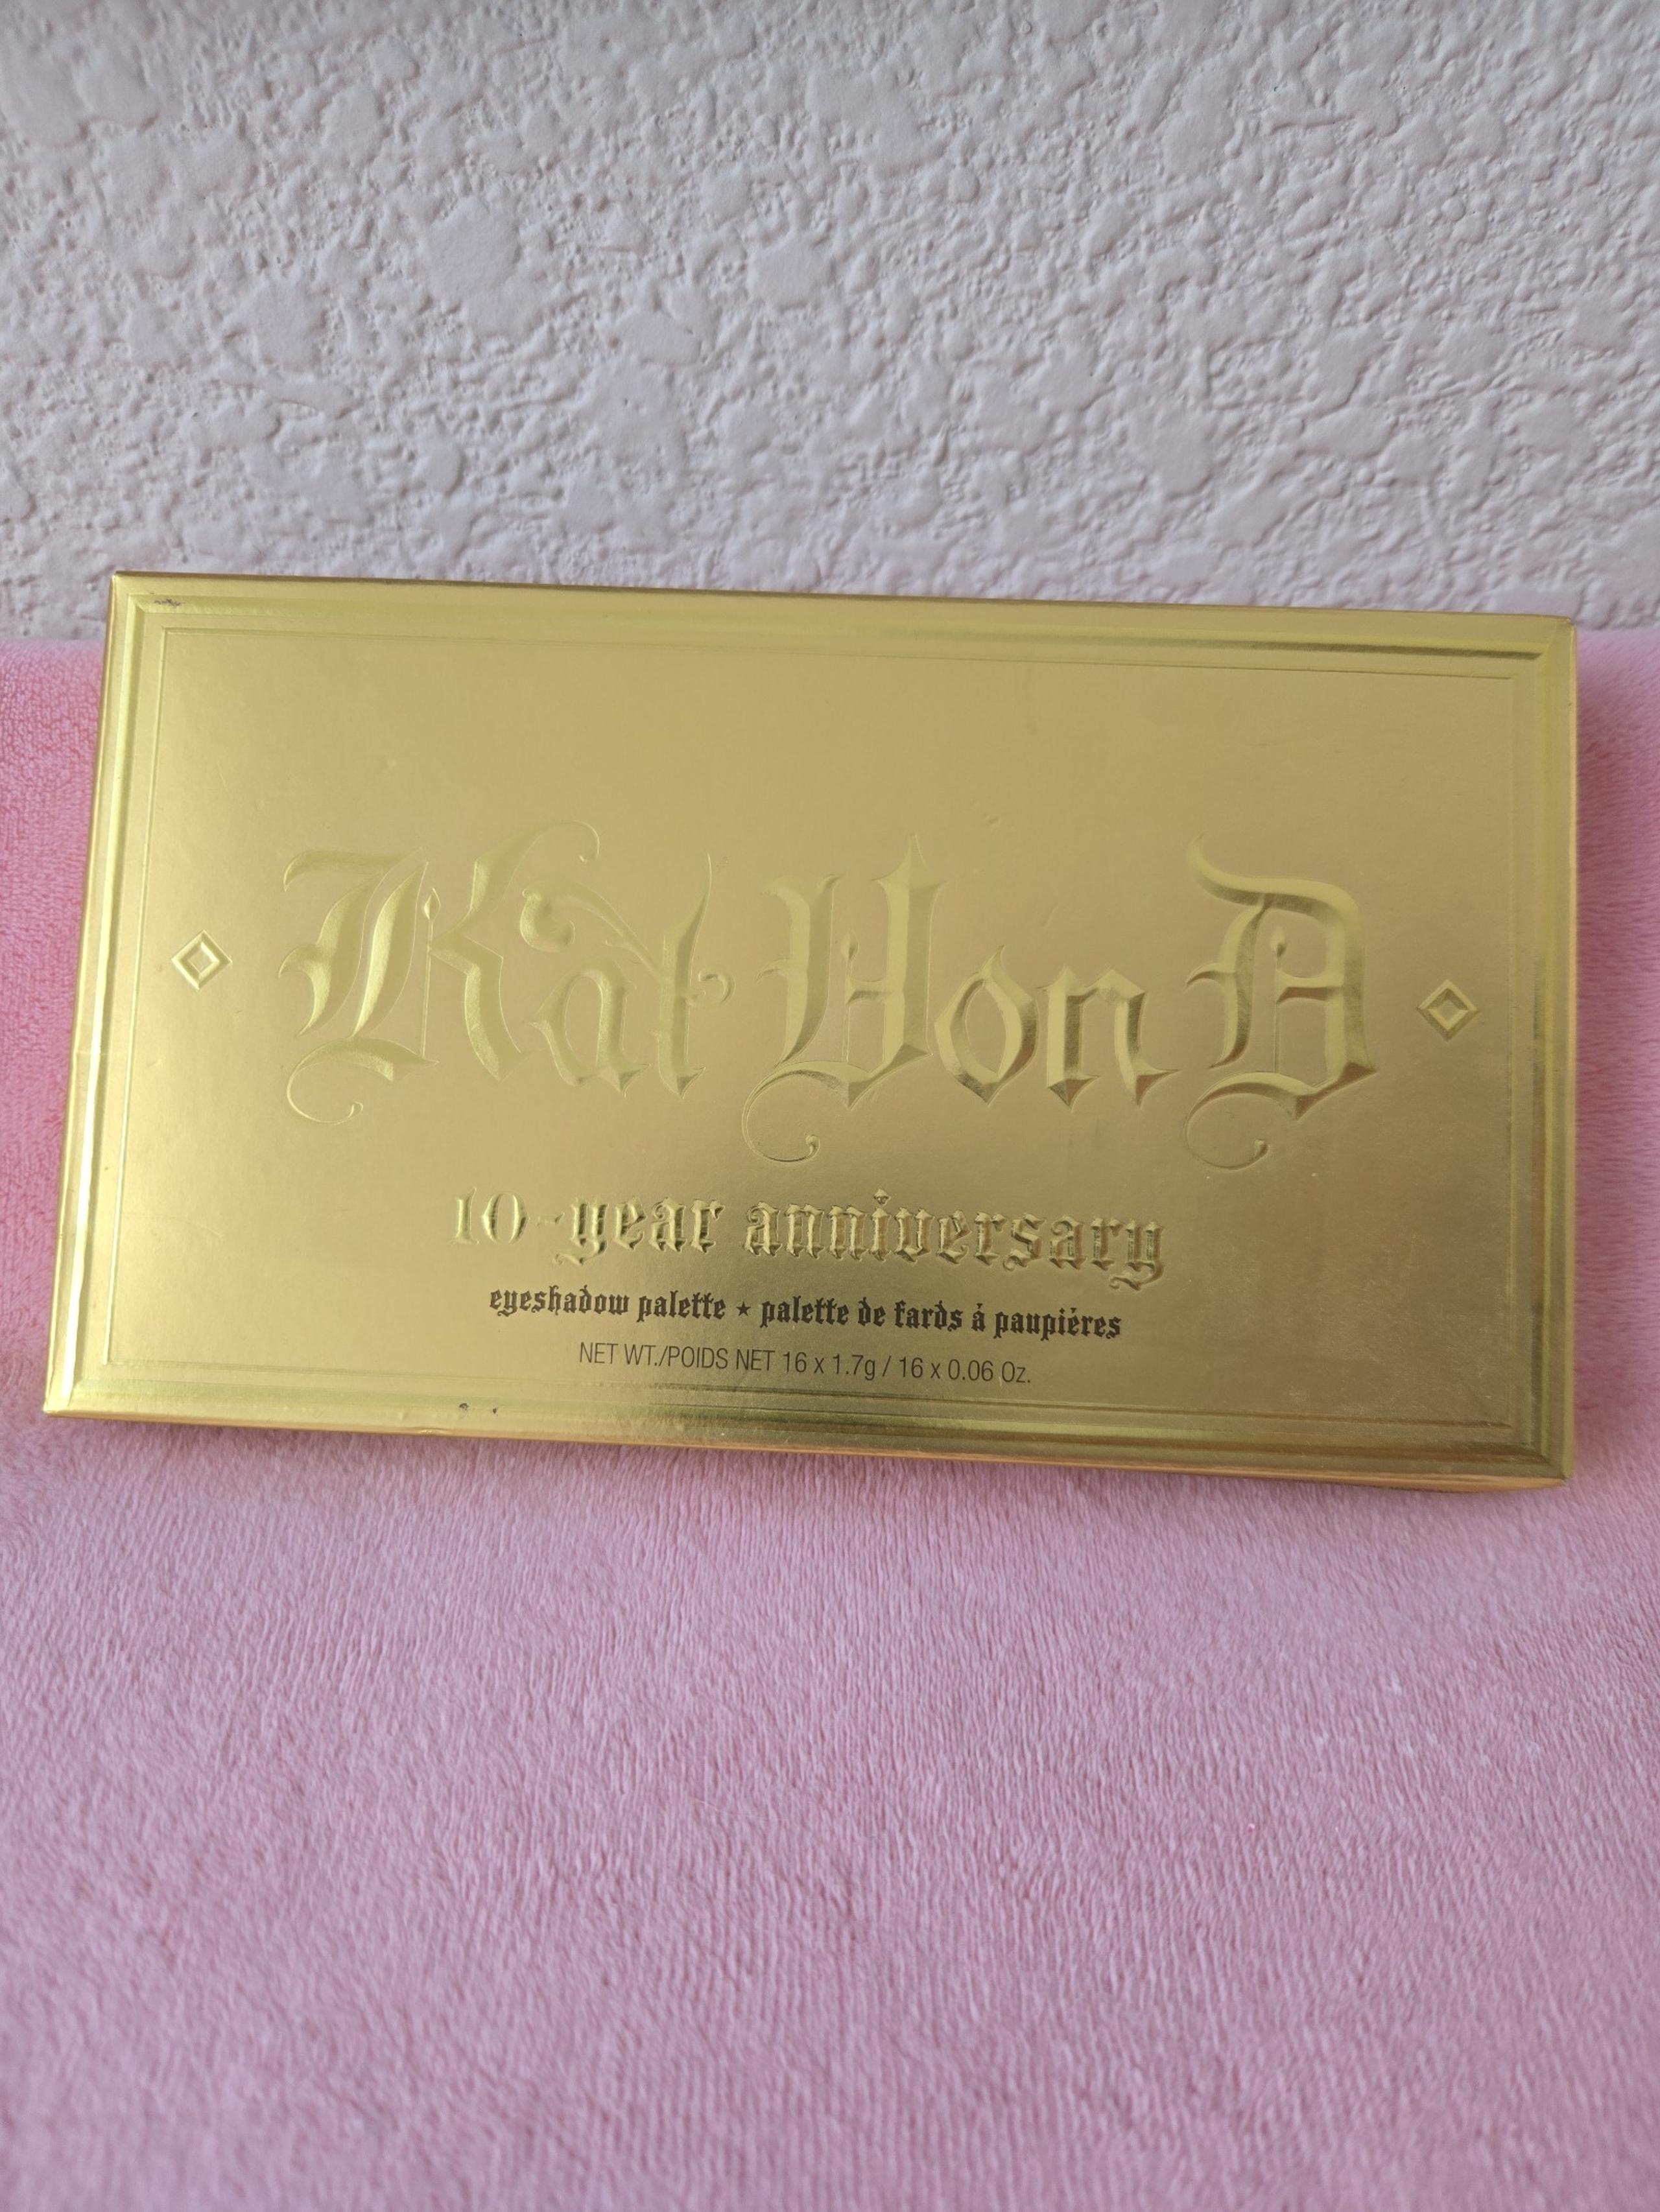 Kat Von D
10-year anniversary
eyeshadow palette ★ palette de fards à paupières
NET WT./POIDS NET 16 x 1.7g / 16 x 0.06 Oz.